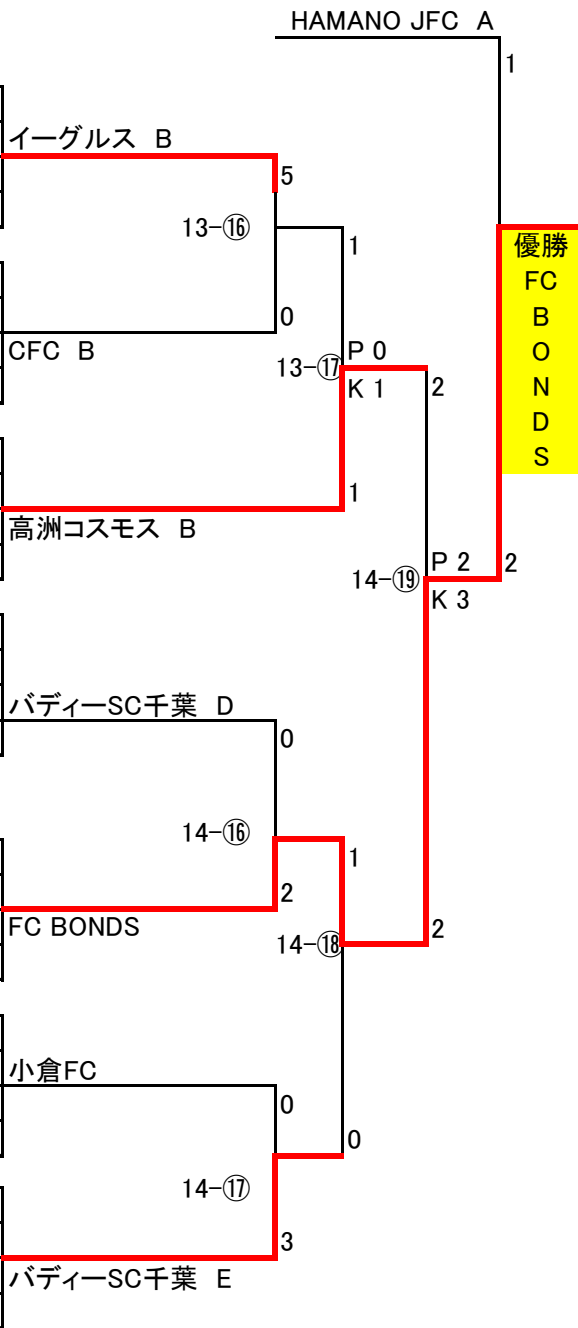 HAMANO JFC A
1
イーグルス B
5
13-⑯
1
0
CFC B
P 0
13-⑰
K 1
2
1
高洲コスモス B
優勝
FC
B
O
N
D
S
P 2
2
14-⑲
K 3
バディーSC千葉 D
0
14-⑯
1
2
FC BONDS
2
14-⑱
小倉FC
0
0
14-⑰
3
バディーSC千葉 E